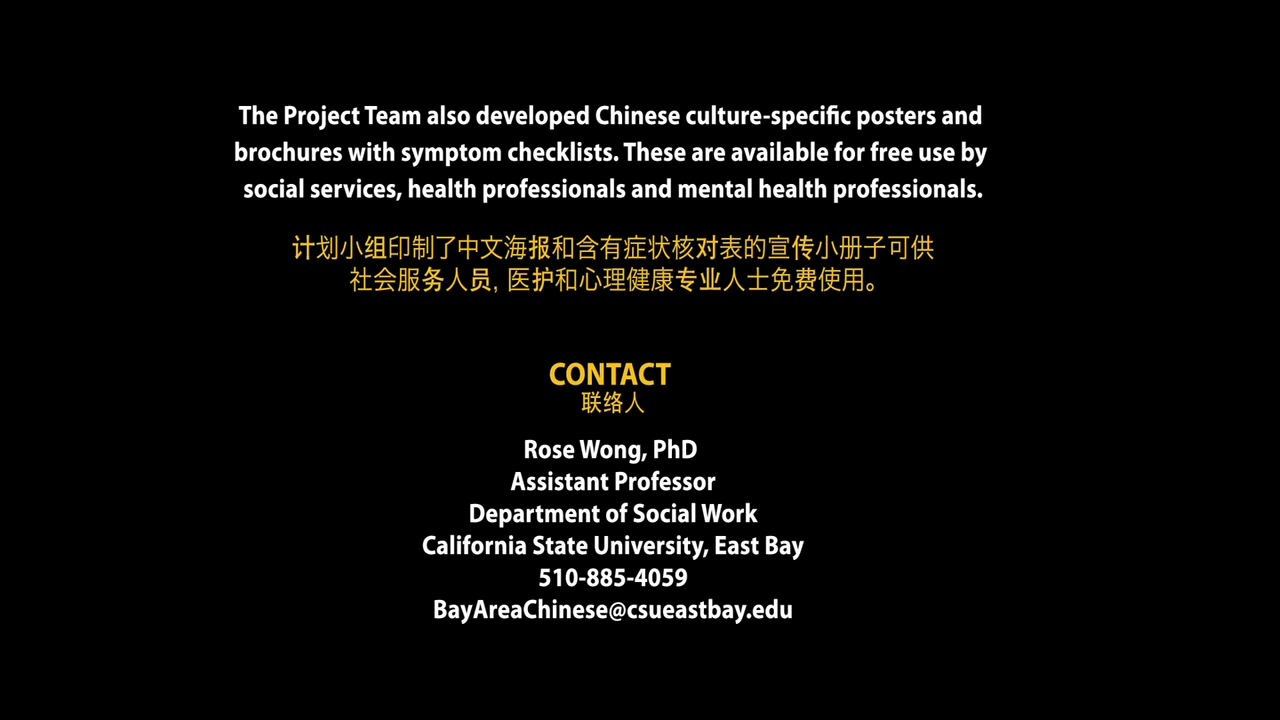 The Project Team also developed Chinese culture-specific posters and
brochures with symptom checklists. These are available for free use by
social services, health professionals and mental health professionals.
计划小组印制了中文海报和含有症状核对表的宣传小册子可供
社会服务人员, 医护和心理健康专业人士免费使用。
CONTACT
联络人
Rose Wong, PhD
Assistant Professor
Department of Social Work
California State University, East Bay
510-885-4059
BayAreaChinese@csueastbay.edu